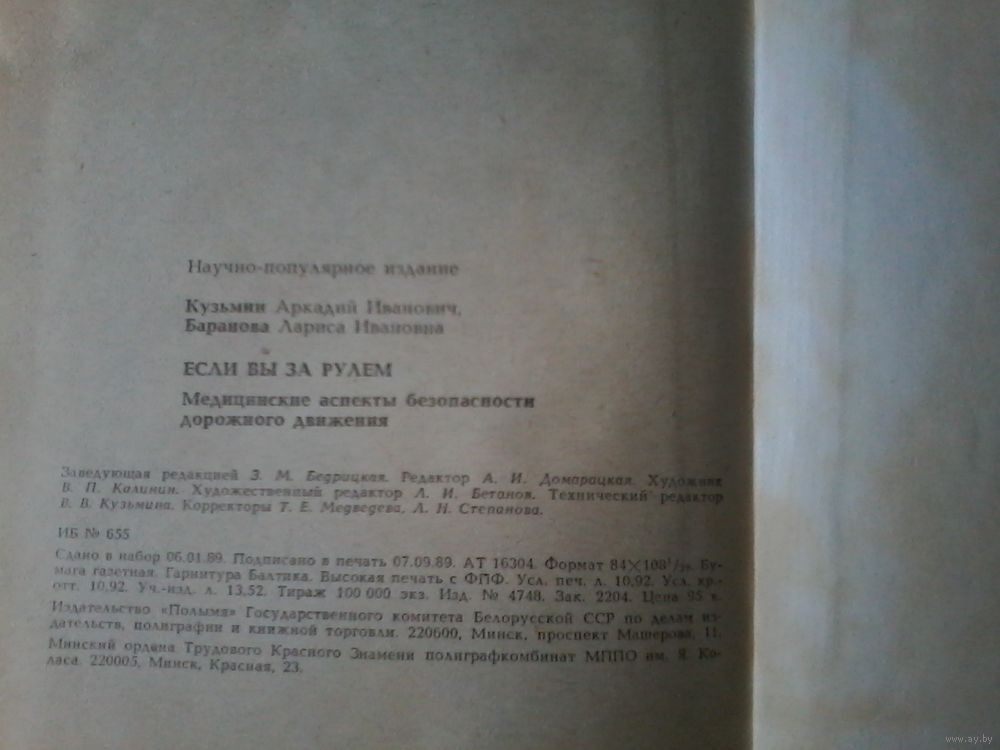 Научно-популярное издание
Кузьмин Аркадий Иванович,
Баранова Лариса Ивановна
ЕСЛИ ВЫ ЗА РУЛЕМ
Медицинские аспекты безопасности
дорожного движения
Заведующая редакцией З. М. Бедрицкая. Редактор А. И. Домарацкая. Художник
В. П. Калинин. Художественный редактор Л. И. Бетанов. Технический редактор
В. В. Кузьмина. Корректоры Т. Е. Медведева, Л. Н. Степанова.
ИБ № 655
Сдано в набор 06.01.89. Подписано в печать 07.09.89. АТ 16304. Формат 84×108¹/₃₂. Бу-
мага газетная. Гарнитура Балтика. Высокая печать с ФПФ. Усл. печ. л. 10,92. Усл. кр.-
отт. 10,92. Уч.-изд. л. 13,52. Тираж 100 000 экз. Изд. № 4748. Зак. 2204. Цена 95 к.
Издательство «Полымя» Государственного комитета Белорусской ССР по делам из-
дательств, полиграфии и книжной торговли. 220600, Минск, проспект Машерова, 11.
Минский ордена Трудового Красного Знамени полиграфкомбинат МППО им. Я. Ко-
ласа. 220005, Минск, Красная, 23.
www.ay.by